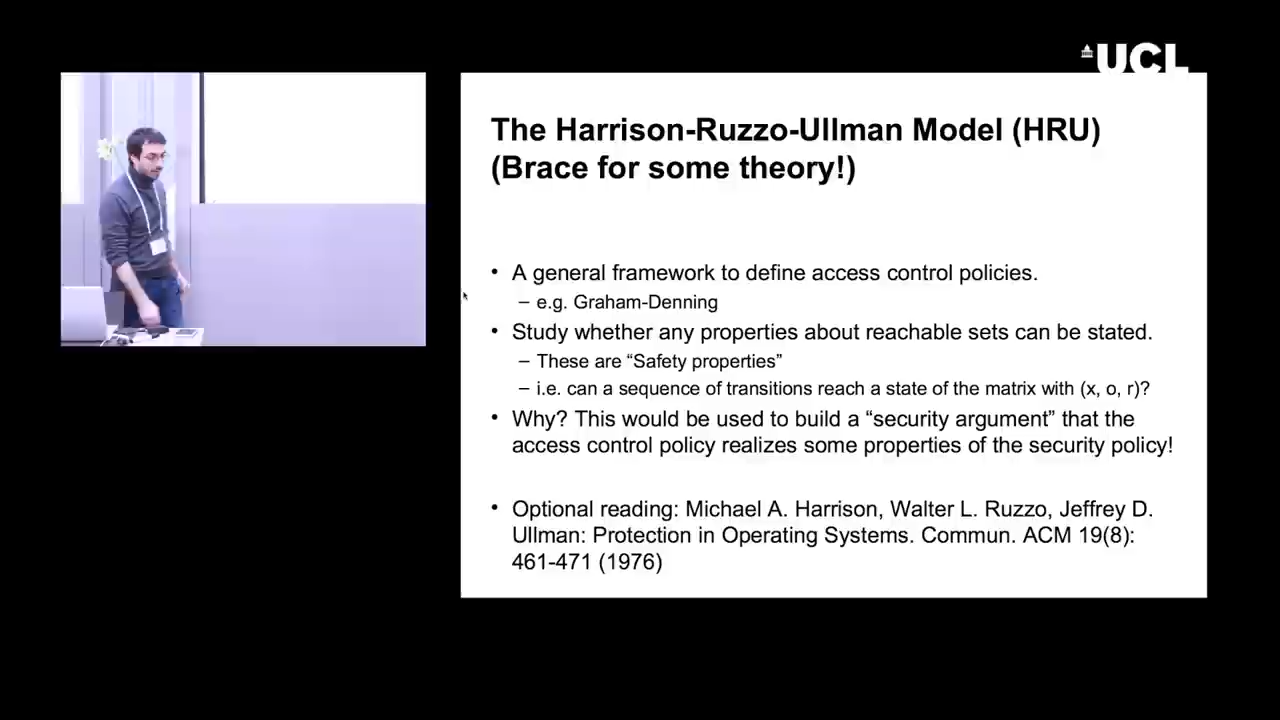 UCL
The Harrison-Ruzzo-Ullman Model (HRU)
(Brace for some theory!)
• A general framework to define access control policies.
– e.g. Graham-Denning
• Study whether any properties about reachable sets can be stated.
– These are “Safety properties”
– i.e. can a sequence of transitions reach a state of the matrix with (x, o, r)?
• Why? This would be used to build a “security argument” that the
access control policy realizes some properties of the security policy!
• Optional reading: Michael A. Harrison, Walter L. Ruzzo, Jeffrey D.
Ullman: Protection in Operating Systems. Commun. ACM 19(8):
461-471 (1976)